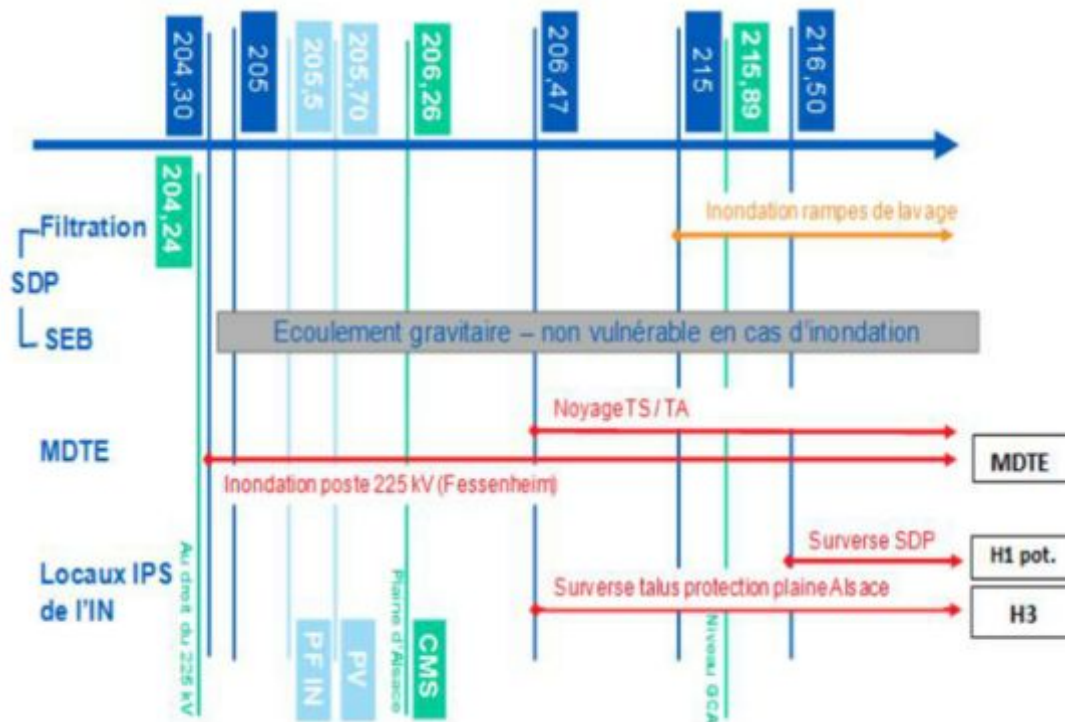 204,30
205
205,5
205,70
206,26
206,47
215
215,89
216,50
204,24
Filtration
Inondation rampes de lavage
SDP
SEB
Ecoulement gravitaire – non vulnérable en cas d'inondation
Noyage TS / TA
MDTE
MDTE
Inondation poste 225 kV (Fessenheim)
Surverse SDP
H1 pot.
Locaux IPS
de l'IN
Surverse talus protection plaine Alsace
H3
Au droit du 225 kV
PF IN
PV
Plaine d'Alsace
CMS
Niveau GCA